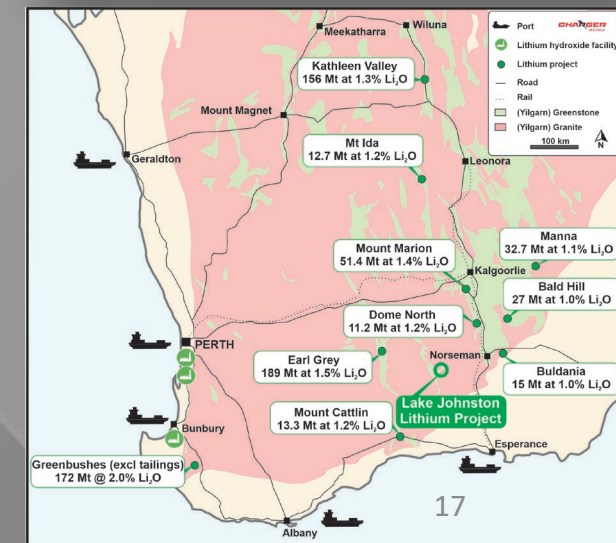 Meekatharra
Wiluna
Port
CHARGER
METALS
Lithium hydroxide facility
Lithium project
Road
Rail
(Yilgarn) Greenstone
(Yilgarn) Granite
100 km
N
Kathleen Valley
156 Mt at 1.3% Li₂O
Mount Magnet
Mt Ida
12.7 Mt at 1.2% Li₂O
Geraldton
Leonora
Manna
32.7 Mt at 1.1% Li₂O
Mount Marion
51.4 Mt at 1.4% Li₂O
Kalgoorlie
Bald Hill
27 Mt at 1.0% Li₂O
Dome North
11.2 Mt at 1.2% Li₂O
PERTH
Earl Grey
189 Mt at 1.5% Li₂O
Norseman
Buldania
15 Mt at 1.0% Li₂O
Lake Johnston
Lithium Project
Mount Cattlin
13.3 Mt at 1.2% Li₂O
Bunbury
Esperance
Greenbushes (excl tailings)
172 Mt @ 2.0% Li₂O
17
Albany